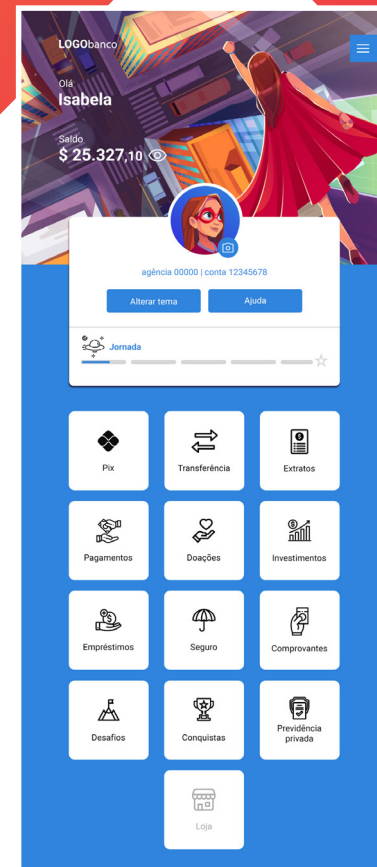 LOGObanco
Olá
Isabela
Saldo
$ 25.327,10
agência 00000 | conta 12345678
Alterar tema
Ajuda
Jornada
Pix
Transferência
Extratos
Pagamentos
Doações
Investimentos
Empréstimos
Seguro
Comprovantes
Desafios
Conquistas
Previdência
privada
Loja